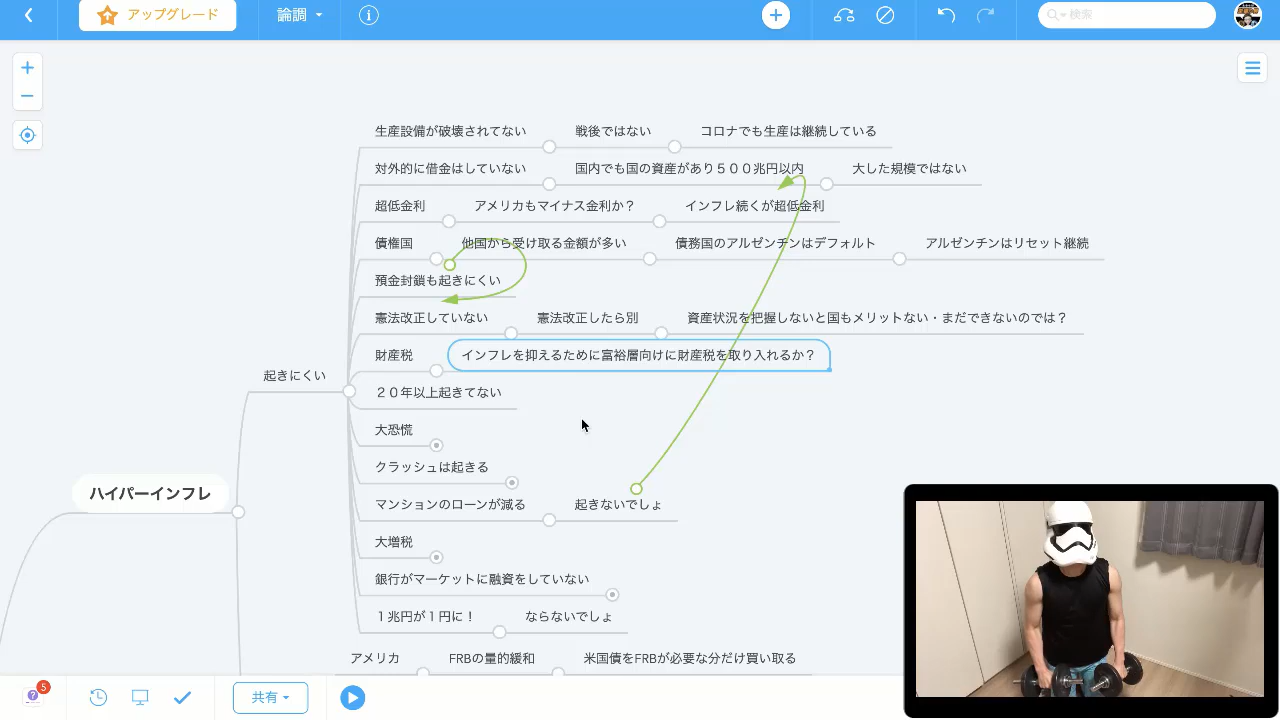 アップグレード
論調
検索
生産設備が破壊されてない 戦後ではない コロナでも生産は継続している
対外的に借金はしていない 国内でも国の資産があり５００兆円以内 大した規模ではない
超低金利 アメリカもマイナス金利か？ インフレ続くが超低金利
債権国 他国から受け取る金額が多い 債務国のアルゼンチンはデフォルト アルゼンチンはリセット継続
預金封鎖も起きにくい
憲法改正していない 憲法改正したら別 資産状況を把握しないと国もメリットない・まだできないのでは？
財産税 インフレを抑えるために富裕層向けに財産税を取り入れるか？
起きにくい
２０年以上起きてない
大恐慌
クラッシュは起きる
ハイパーインフレ
マンションのローンが減る 起きないでしょ
大増税
銀行がマーケットに融資をしていない
１兆円が１円に！ ならないでしょ
アメリカ FRBの量的緩和 米国債をFRBが必要な分だけ買い取る
5
共有